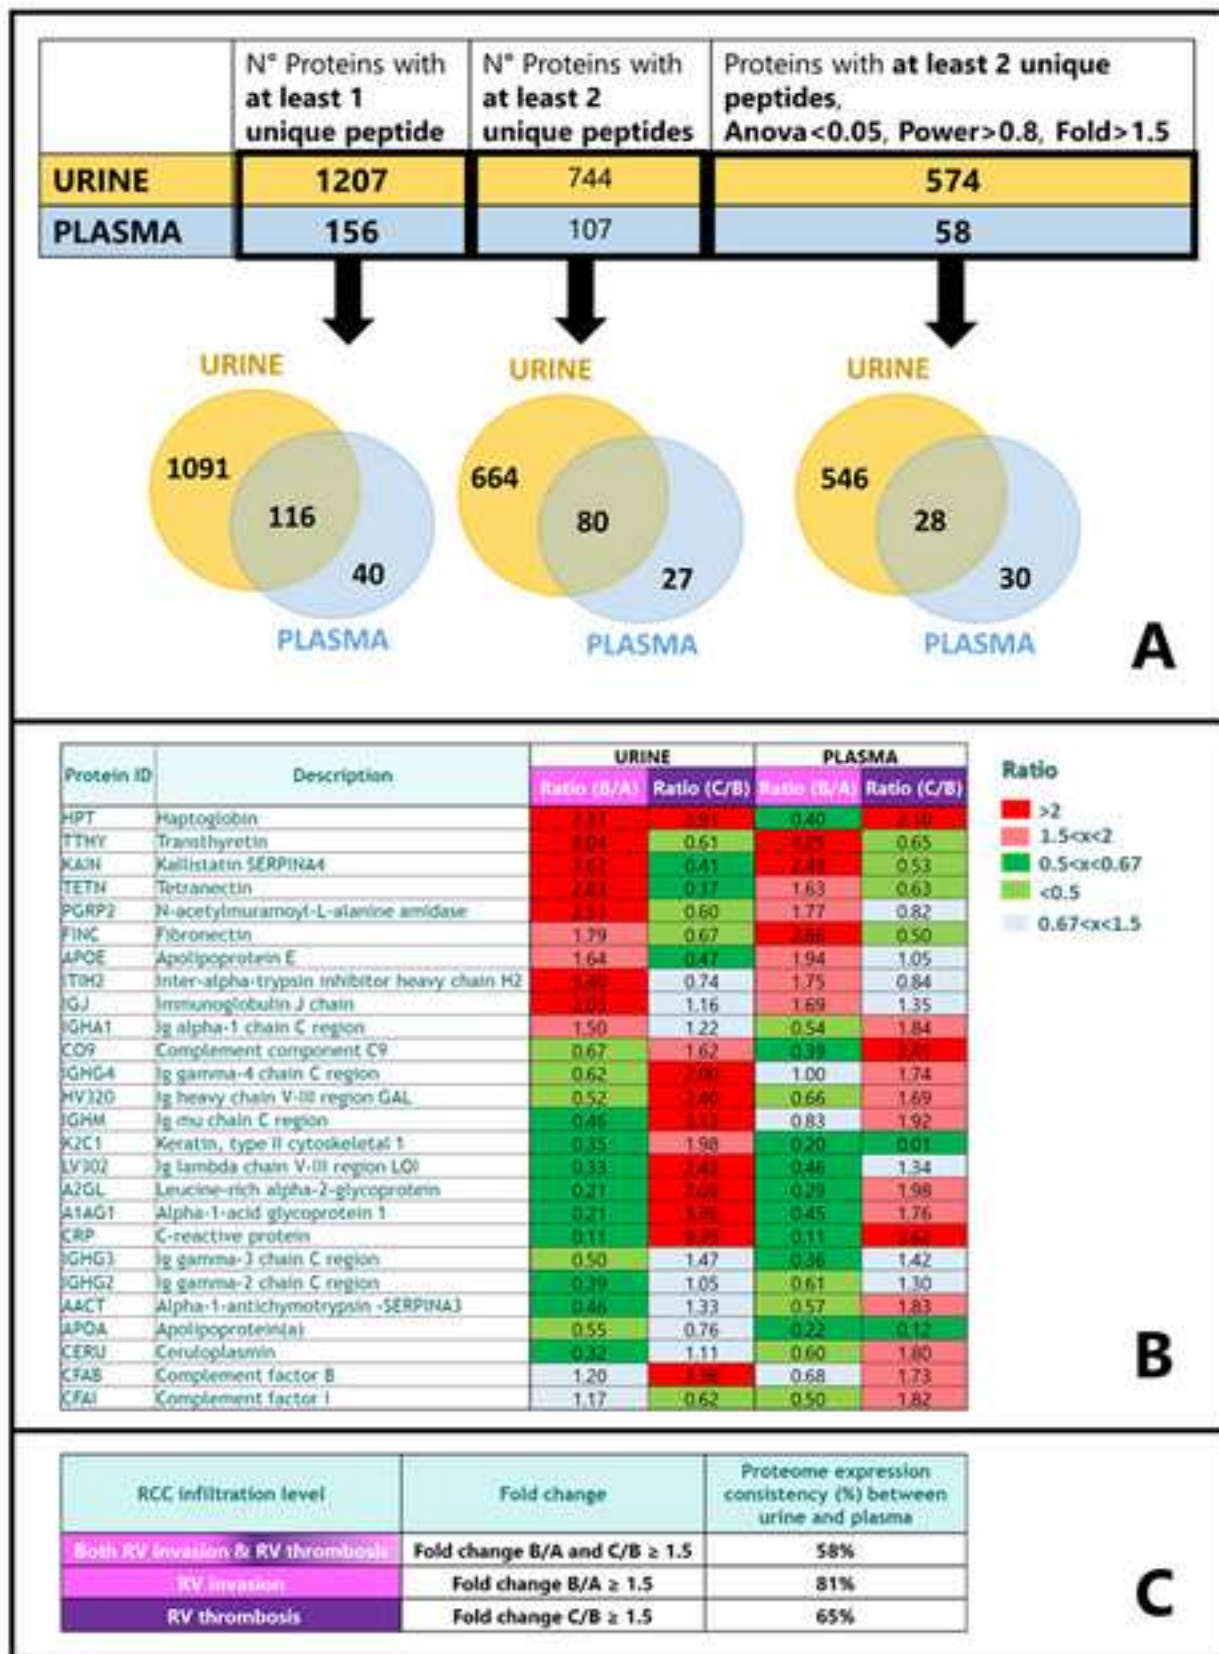 N° Proteins with at least 1 unique peptide
N° Proteins with at least 2 unique peptides
Proteins with at least 2 unique peptides, Anova<0.05, Power>0.8, Fold>1.5
URINE 1207 744 574
PLASMA 156 107 58
URINE URINE URINE
1091 116 40
664 80 27
546 28 30
PLASMA PLASMA PLASMA
A
URINE PLASMA
Protein ID Description Ratio (B/A) Ratio (C/B) Ratio (B/A) Ratio (C/B)
HPT Haptoglobin 0.40
TTHY Transthyretin 0.61 0.65
KAIN Kallistatin SERPINA4 0.41 0.53
TETN Tetranectin 0.37 1.63 0.63
PGRP2 N-acetylmuramoyl-L-alanine amidase 0.60 1.77 0.82
FINC Fibronectin 1.79 0.67 0.50
APOE Apolipoprotein E 1.64 0.47 1.94 1.05
ITIH2 Inter-alpha-trypsin inhibitor heavy chain H2 0.74 1.75 0.84
IGJ Immunoglobulin J chain 1.16 1.69 1.35
IGHA1 Ig alpha-1 chain C region 1.50 1.22 0.54 1.84
CO9 Complement component C9 0.67 1.62 0.39
IGHG4 Ig gamma-4 chain C region 0.62 1.00 1.74
HV320 Ig heavy chain V-III region GAL 0.52 0.66 1.69
IGHM Ig mu chain C region 0.46 0.83 1.92
K2C1 Keratin, type II cytoskeletal 1 0.35 1.98 0.20 0.01
LV302 Ig lambda chain V-III region LOI 0.33 0.46 1.34
A2GL Leucine-rich alpha-2-glycoprotein 0.21 0.29 1.98
A1AG1 Alpha-1-acid glycoprotein 1 0.21 0.45 1.76
CRP C-reactive protein 0.11 0.11
IGHG3 Ig gamma-3 chain C region 0.50 1.47 0.36 1.42
IGHG2 Ig gamma-2 chain C region 0.39 1.05 0.61 1.30
AACT Alpha-1-antichymotrypsin -SERPINA3 0.46 1.33 0.57 1.83
APOA Apolipoprotein(a) 0.55 0.76 0.22 0.12
CERU Ceruloplasmin 0.32 1.11 0.60 1.80
CFAB Complement factor B 1.20 0.68 1.73
CFAI Complement factor I 1.17 0.62 0.50 1.82
Ratio
>2
1.5<x<2
0.5<x<0.67
<0.5
0.67<x<1.5
B
RCC infiltration level Fold change Proteome expression consistency (%) between urine and plasma
Both RV invasion & RV thrombosis Fold change B/A and C/B ≥ 1.5 58%
RV invasion Fold change B/A ≥ 1.5 81%
RV thrombosis Fold change C/B ≥ 1.5 65%
C